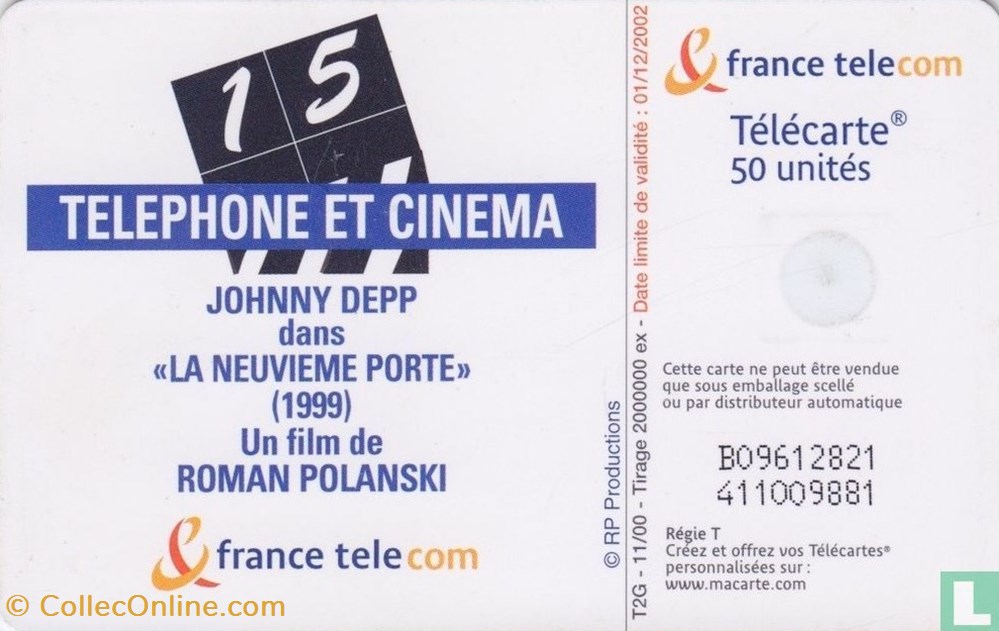 15
TELEPHONE ET CINEMA
JOHNNY DEPP
dans
«LA NEUVIEME PORTE»
(1999)
Un film de
ROMAN POLANSKI
france telecom
© RP Productions
T2G - 11/00 - Tirage 2000000 ex - Date limite de validité : 01/12/2002
france telecom
Télécarte®
50 unités
Cette carte ne peut être vendue
que sous emballage scellé
ou par distributeur automatique
B09612821
411009881
Régie T
Créez et offrez vos Télécartes®
personnalisées sur :
www.macarte.com
© CollecOnline.com
L